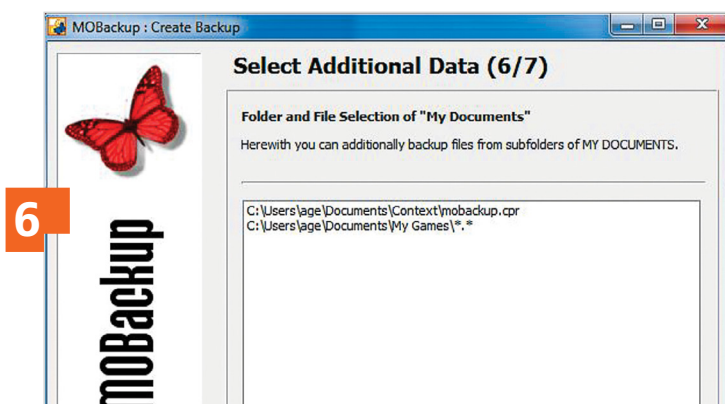 MOBackup : Create Backup
Select Additional Data (6/7)
Folder and File Selection of "My Documents"
Herewith you can additionally backup files from subfolders of MY DOCUMENTS.
C:\Users\age\Documents\Context\mobackup.cpr
C:\Users\age\Documents\My Games\*.*
6
MOBackup